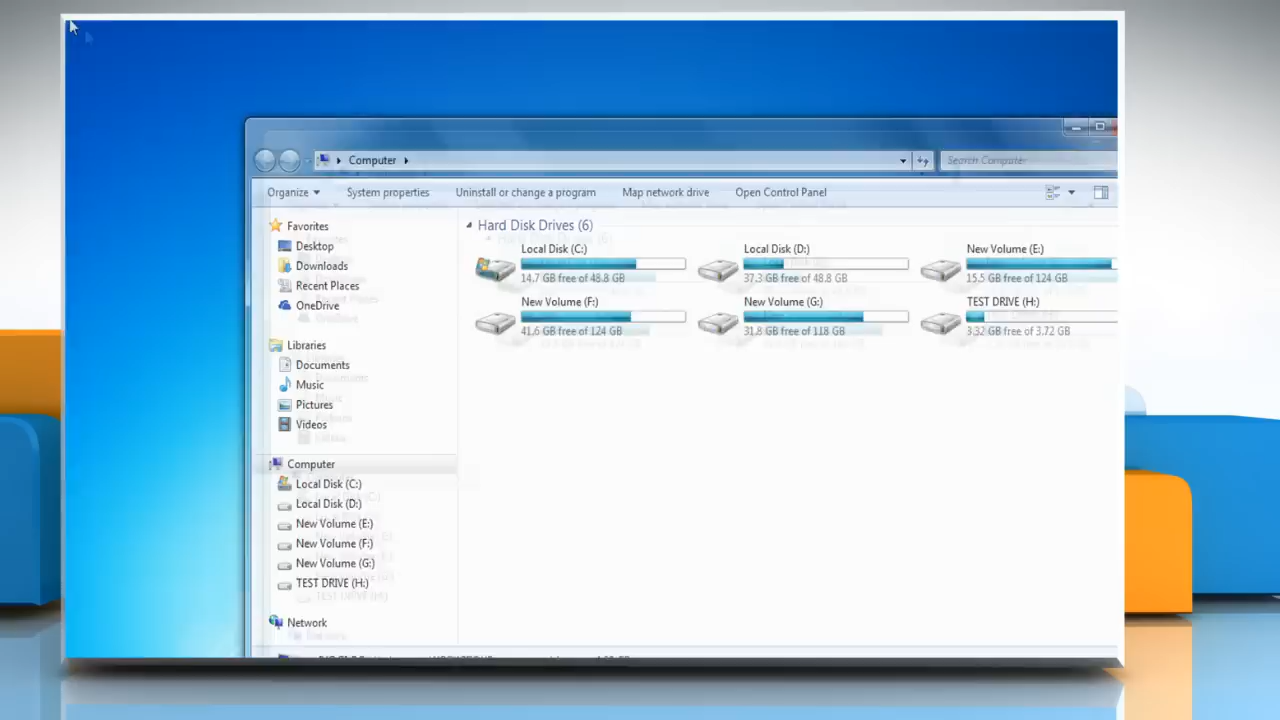 Computer
Search Computer
Organize
System properties
Uninstall or change a program
Map network drive
Open Control Panel
Favorites
Desktop
Downloads
Recent Places
OneDrive
Libraries
Documents
Music
Pictures
Videos
Computer
Local Disk (C:)
Local Disk (D:)
New Volume (E:)
New Volume (F:)
New Volume (G:)
TEST DRIVE (H:)
Network
Hard Disk Drives (6)
Local Disk (C:)
14.7 GB free of 48.8 GB
Local Disk (D:)
37.3 GB free of 48.8 GB
New Volume (E:)
15.5 GB free of 124 GB
New Volume (F:)
41.6 GB free of 124 GB
New Volume (G:)
31.8 GB free of 118 GB
TEST DRIVE (H:)
3.32 GB free of 3.72 GB